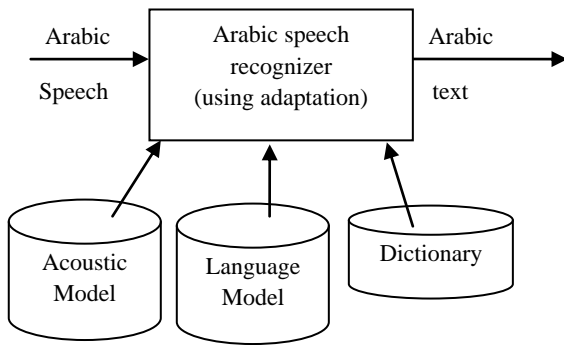 Arabic
Speech
Arabic speech
recognizer
(using adaptation)
Arabic
text
Acoustic
Model
Language
Model
Dictionary